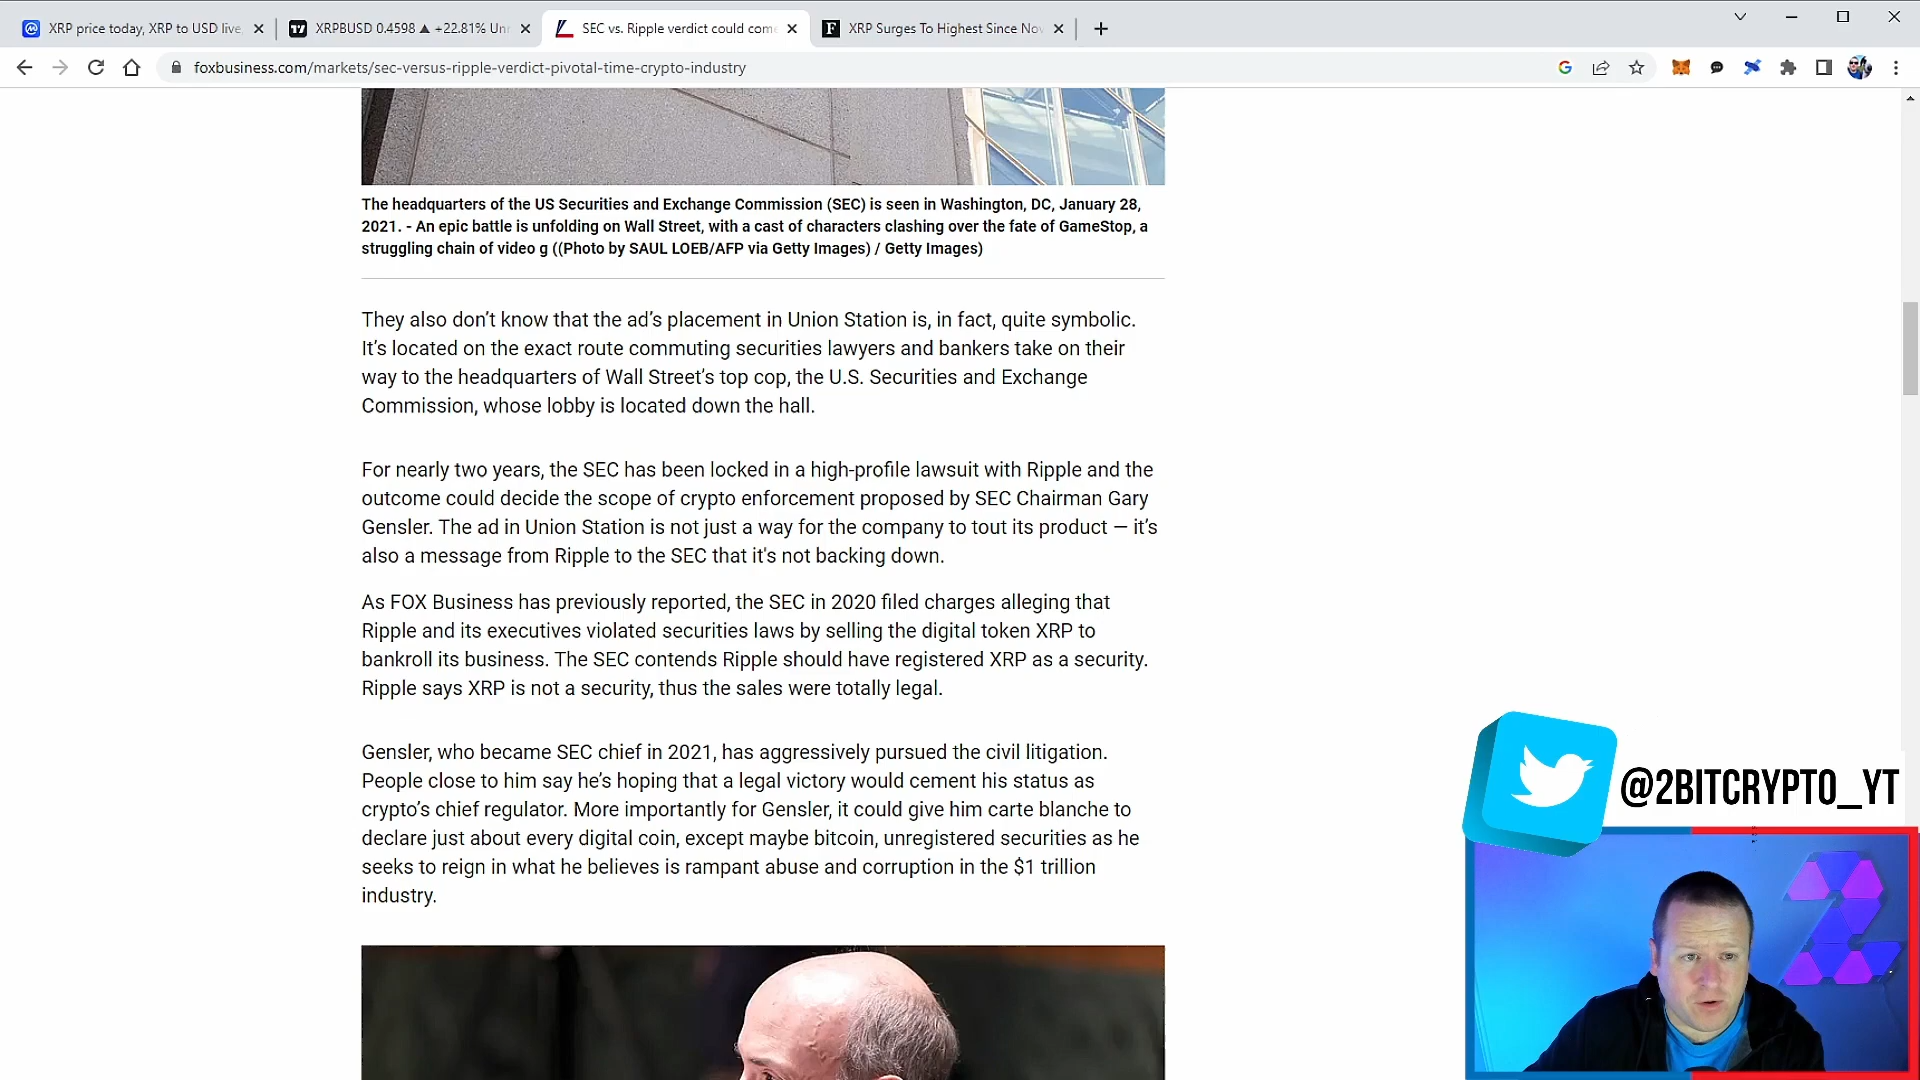 XRP price today, XRP to USD live,
XRPBUSD 0.4598 ▲ +22.81% Unn
SEC vs. Ripple verdict could come
XRP Surges To Highest Since Nov
foxbusiness.com/markets/sec-versus-ripple-verdict-pivotal-time-crypto-industry
The headquarters of the US Securities and Exchange Commission (SEC) is seen in Washington, DC, January 28,
2021. - An epic battle is unfolding on Wall Street, with a cast of characters clashing over the fate of GameStop, a
struggling chain of video g ((Photo by SAUL LOEB/AFP via Getty Images) / Getty Images)
They also don’t know that the ad’s placement in Union Station is, in fact, quite symbolic.
It’s located on the exact route commuting securities lawyers and bankers take on their
way to the headquarters of Wall Street’s top cop, the U.S. Securities and Exchange
Commission, whose lobby is located down the hall.
For nearly two years, the SEC has been locked in a high-profile lawsuit with Ripple and the
outcome could decide the scope of crypto enforcement proposed by SEC Chairman Gary
Gensler. The ad in Union Station is not just a way for the company to tout its product — it’s
also a message from Ripple to the SEC that it's not backing down.
As FOX Business has previously reported, the SEC in 2020 filed charges alleging that
Ripple and its executives violated securities laws by selling the digital token XRP to
bankroll its business. The SEC contends Ripple should have registered XRP as a security.
Ripple says XRP is not a security, thus the sales were totally legal.
Gensler, who became SEC chief in 2021, has aggressively pursued the civil litigation.
People close to him say he’s hoping that a legal victory would cement his status as
crypto’s chief regulator. More importantly for Gensler, it could give him carte blanche to
declare just about every digital coin, except maybe bitcoin, unregistered securities as he
seeks to reign in what he believes is rampant abuse and corruption in the $1 trillion
industry.
@2BITCRYPTO_YT